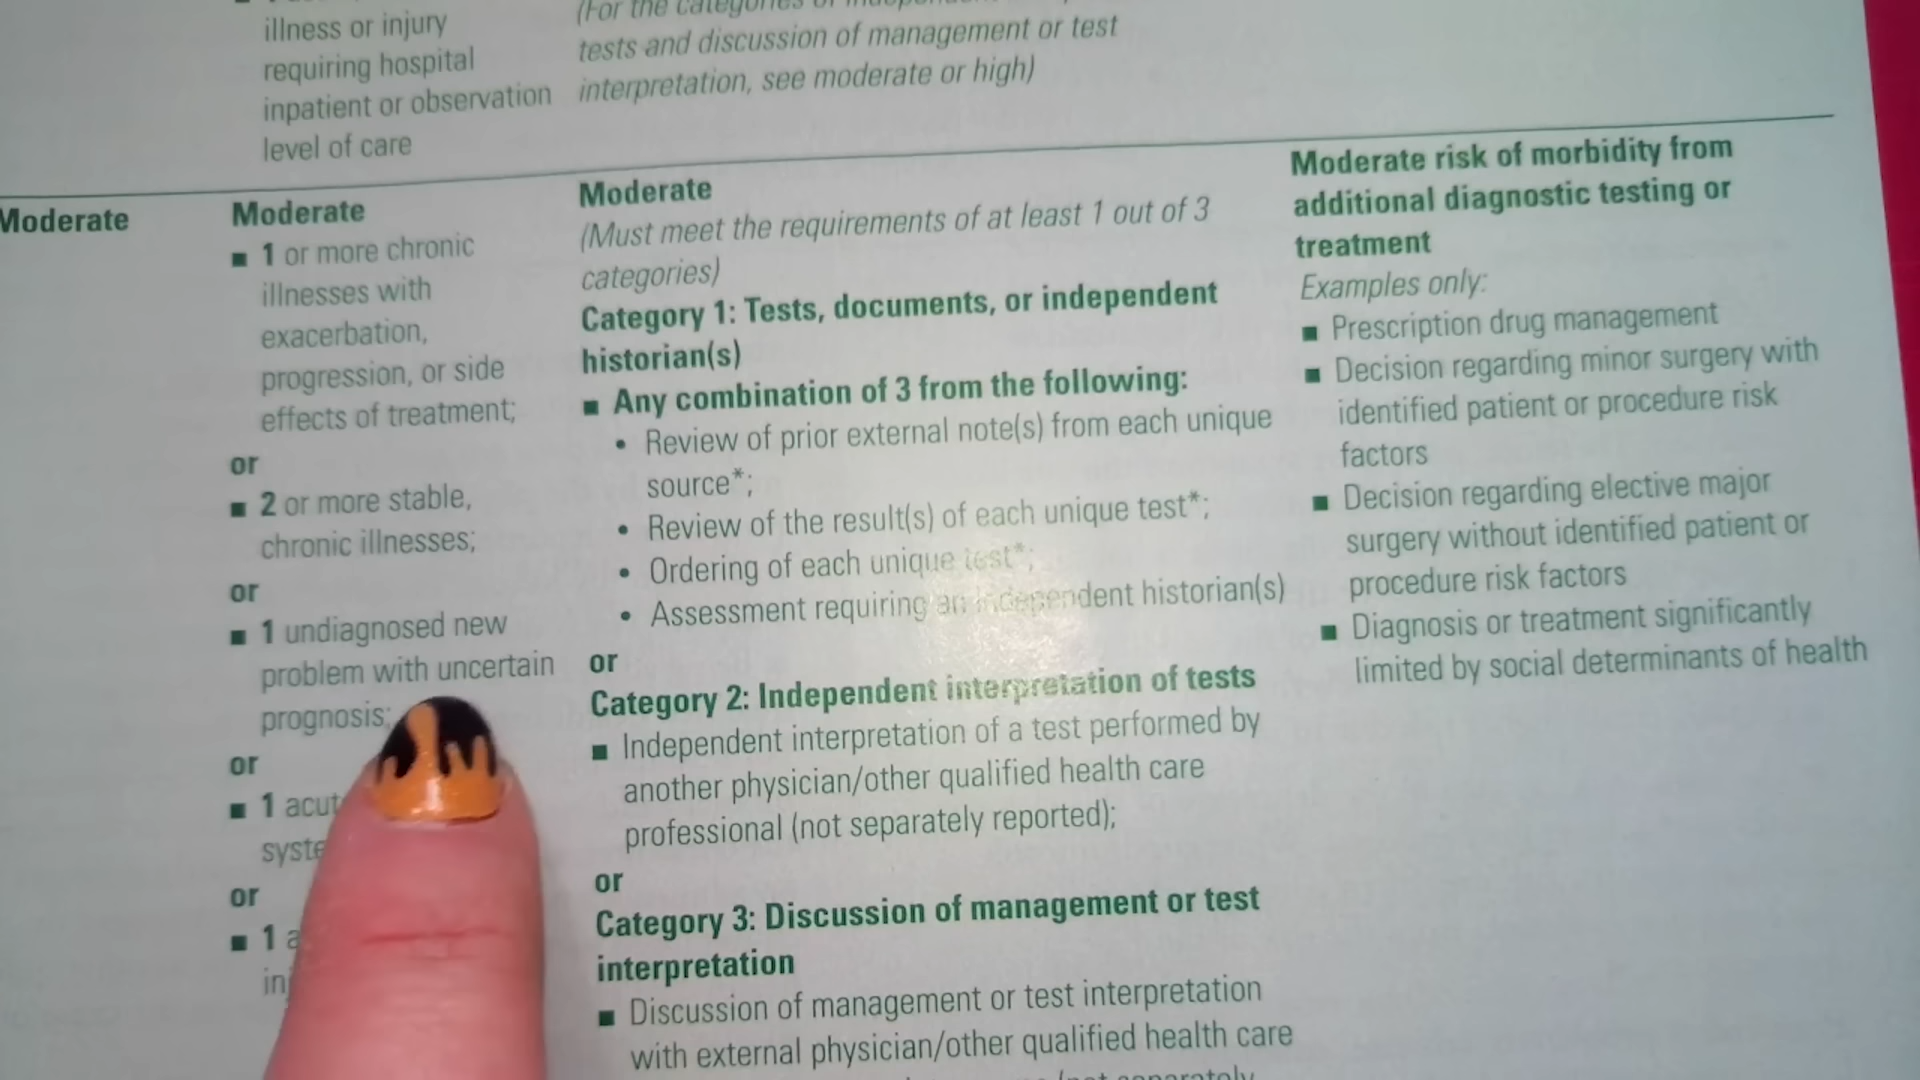 illness or injury
requiring hospital
inpatient or observation
level of care
(For the categories of
tests and discussion of management or test
interpretation, see moderate or high)
Moderate
Moderate
■ 1 or more chronic
illnesses with
exacerbation,
progression, or side
effects of treatment;
or
■ 2 or more stable,
chronic illnesses;
or
■ 1 undiagnosed new
problem with uncertain
prognosis;
or
■ 1
or
■ 1
Moderate
(Must meet the requirements of at least 1 out of 3
categories)
Category 1: Tests, documents, or independent
historian(s)
■ Any combination of 3 from the following:
• Review of prior external note(s) from each unique
source*;
• Review of the result(s) of each unique test*;
• Ordering of each unique test*;
• Assessment requiring an independent historian(s)
or
Category 2: Independent interpretation of tests
■ Independent interpretation of a test performed by
another physician/other qualified health care
professional (not separately reported);
or
Category 3: Discussion of management or test
interpretation
■ Discussion of management or test interpretation
with external physician/other qualified health care
Moderate risk of morbidity from
additional diagnostic testing or
treatment
Examples only:
■ Prescription drug management
■ Decision regarding minor surgery with
identified patient or procedure risk
factors
■ Decision regarding elective major
surgery without identified patient or
procedure risk factors
■ Diagnosis or treatment significantly
limited by social determinants of health